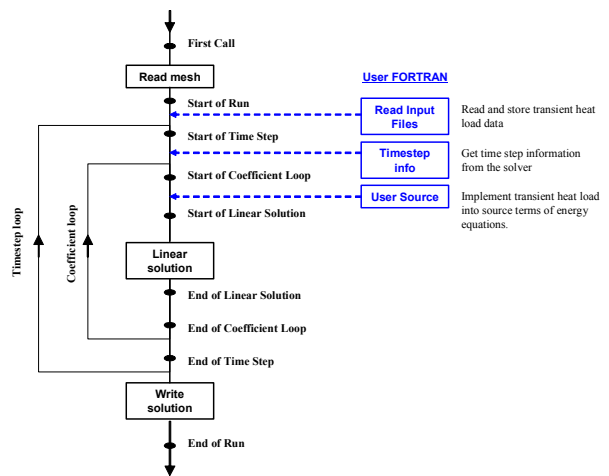 First Call
Read mesh
User FORTRAN
Start of Run
Read Input
Files
Read and store transient heat
load data
Start of Time Step
Timestep
info
Get time step information
from the solver
Start of Coefficient Loop
User Source
Implement transient heat load
into source terms of energy
equations.
Start of Linear Solution
Timestep loop
Coefficient loop
Linear
solution
End of Linear Solution
End of Coefficient Loop
End of Time Step
Write
solution
End of Run